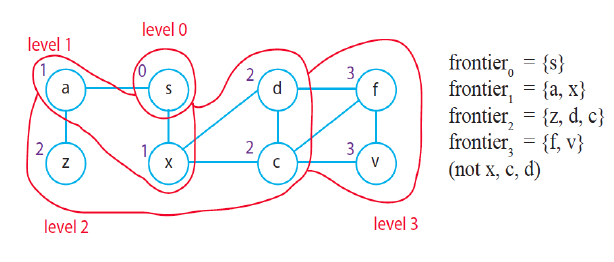 level 0
level 1
1
0
2
3
a
s
d
f
frontier0 = {s}
frontier1 = {a, x}
frontier2 = {z, d, c}
frontier3 = {f, v}
(not x, c, d)
2
1
2
3
z
x
c
v
level 2
level 3